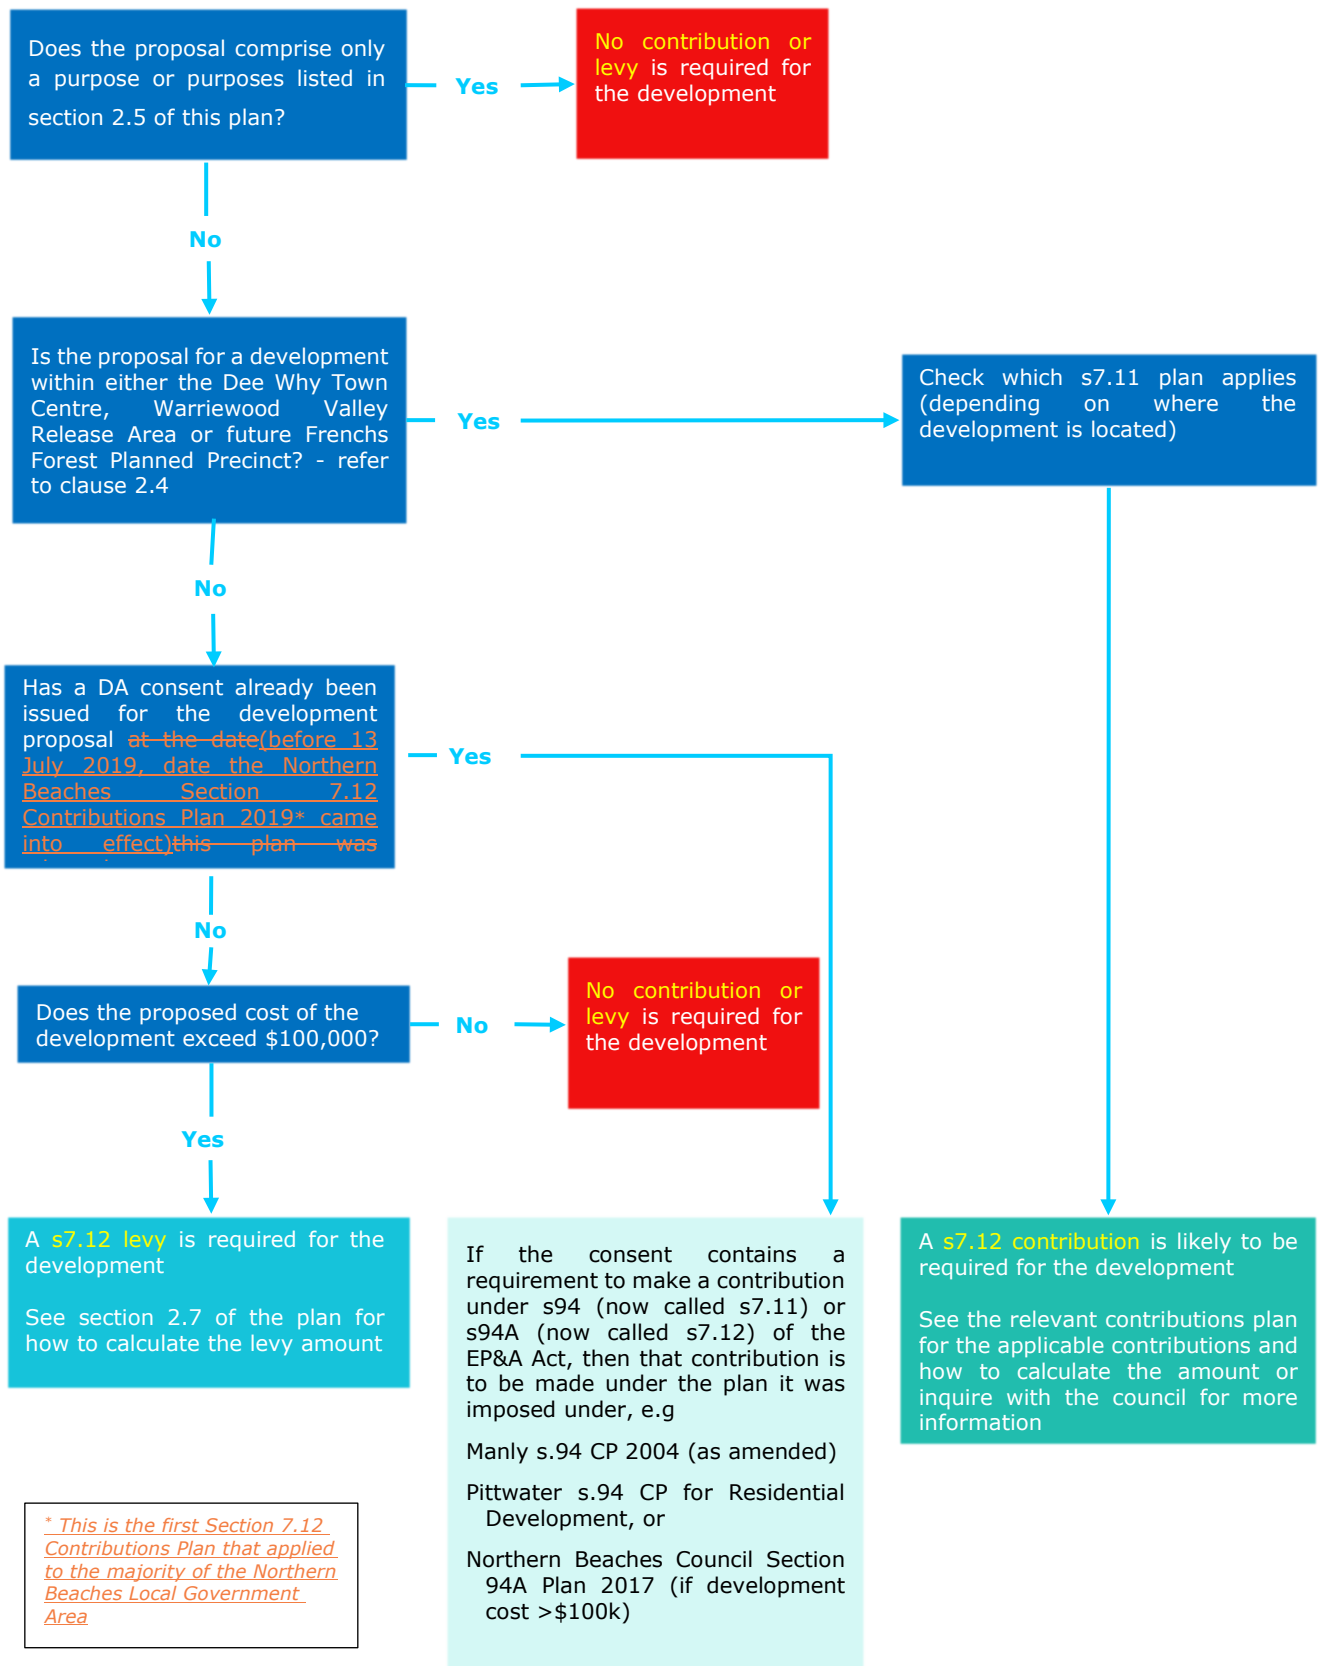 Does the proposal comprise only
a purpose or purposes listed in
section 2.5 of this plan?
Yes
No contribution or
levy is required for
the development
No
Is the proposal for a development
within either the Dee Why Town
Centre, Warriewood Valley
Release Area or future Frenchs
Forest Planned Precinct? - refer
to clause 2.4
Yes
Check which s7.11 plan applies
(depending on where the
development is located)
No
Has a DA consent already been
issued for the development
proposal at the date(before 13
July 2019, date the Northern
Beaches Section 7.12
Contributions Plan 2019* came
into effect)this plan was
Yes
No
Does the proposed cost of the
development exceed $100,000?
No
No contribution or
levy is required for
the development
Yes
A s7.12 levy is required for the
development
See section 2.7 of the plan for
how to calculate the levy amount
If the consent contains a
requirement to make a contribution
under s94 (now called s7.11) or
s94A (now called s7.12) of the
EP&A Act, then that contribution is
to be made under the plan it was
imposed under, e.g
Manly s.94 CP 2004 (as amended)
Pittwater s.94 CP for Residential
Development, or
Northern Beaches Council Section
94A Plan 2017 (if development
cost >$100k)
A s7.12 contribution is likely to be
required for the development
See the relevant contributions plan
for the applicable contributions and
how to calculate the amount or
inquire with the council for more
information
* This is the first Section 7.12
Contributions Plan that applied
to the majority of the Northern
Beaches Local Government
Area